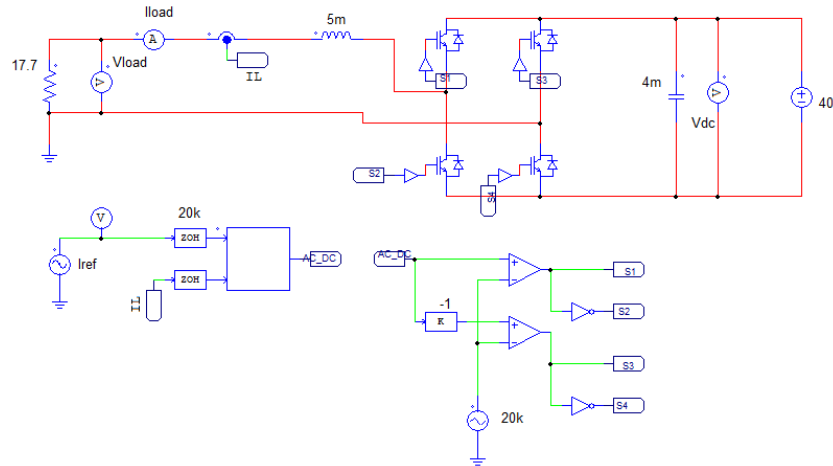 Iload
5m
17.7
A
Vload
V
IL
S1
S3
4m
V
Vdc
40
S2
S4
V
20k
ZOH
Iref
AC_DC
ZOH
IL
AC_DC
S1
-1
K
S2
S3
S4
20k